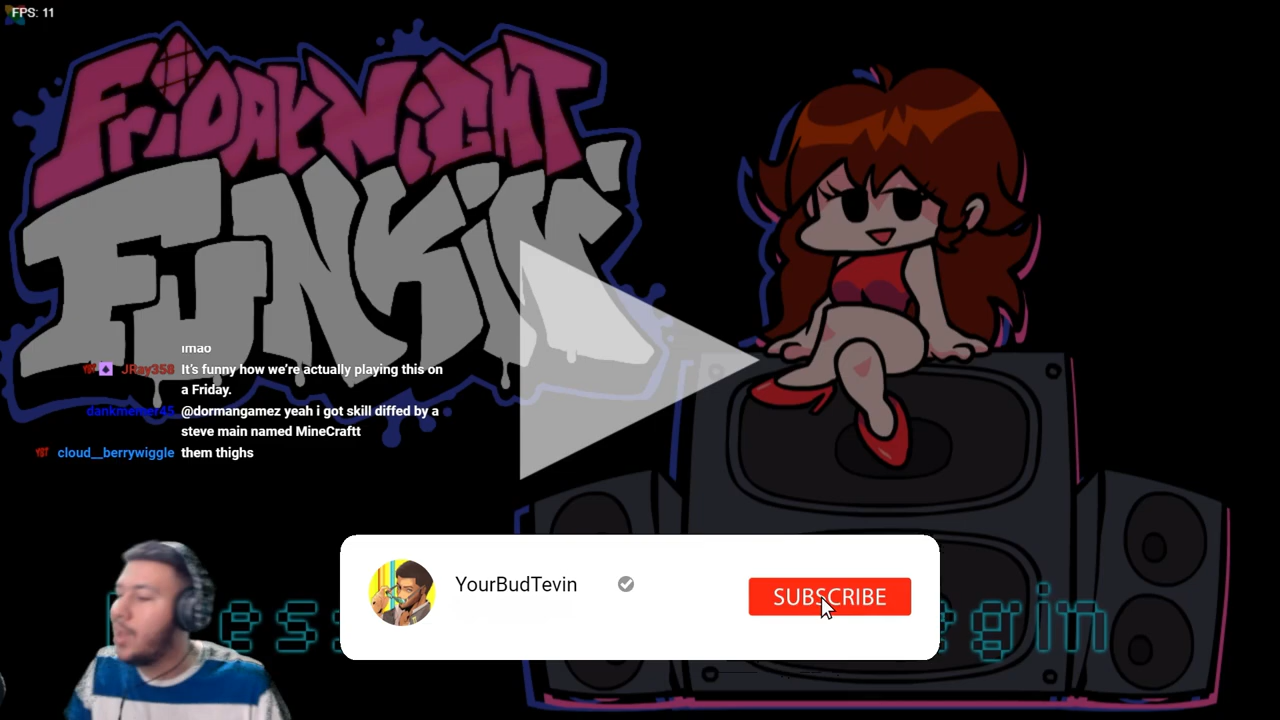 FPS: 11
FRiDAY NiGHT
FUNKiN
lmao
JRay358 It's funny how we're actually playing this on
a Friday.
dankmemer45 @dormangamez yeah i got skill diffed by a
steve main named MineCraftt
cloud__berrywiggle them thighs
YourBudTevin
SUBSCRIBE